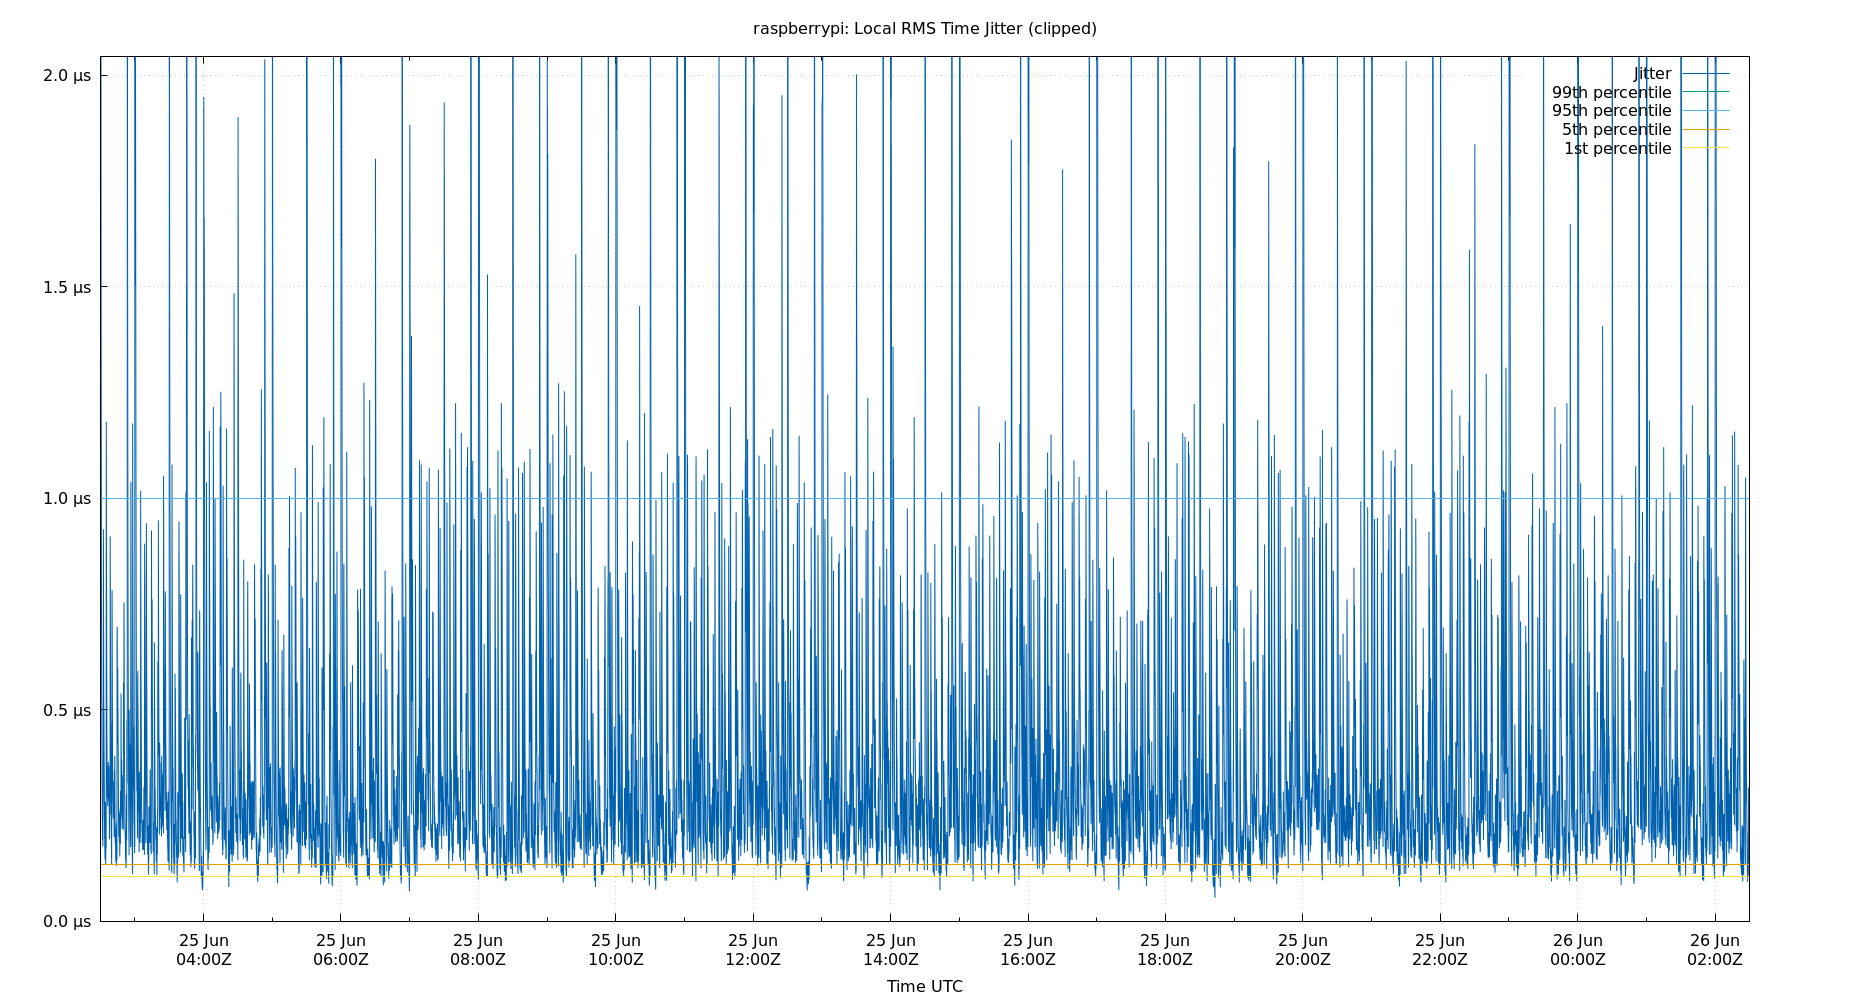 raspberrypi: Local RMS Time Jitter (clipped)
2.0 µs
1.5 µs
1.0 µs
0.5 µs
0.0 µs
Jitter
99th percentile
95th percentile
5th percentile
1st percentile
25 Jun 25 Jun 25 Jun 25 Jun 25 Jun 25 Jun 25 Jun 25 Jun 25 Jun 25 Jun 26 Jun 26 Jun
04:00Z 06:00Z 08:00Z 10:00Z 12:00Z 14:00Z 16:00Z 18:00Z 20:00Z 22:00Z 00:00Z 02:00Z
Time UTC